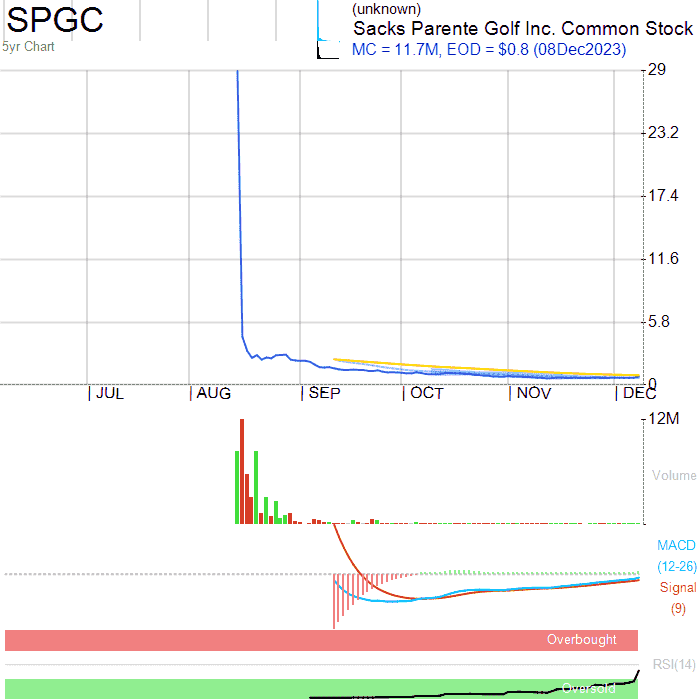 SPGC
5yr Chart
(unknown)
Sacks Parente Golf Inc. Common Stock
MC = 11.7M, EOD = $0.8 (08Dec2023)
29
23.2
17.4
11.6
5.8
0
JUL AUG SEP OCT NOV DEC
12M
Volume
MACD
(12-26)
Signal
(9)
Overbought
RSI(14)
Oversold